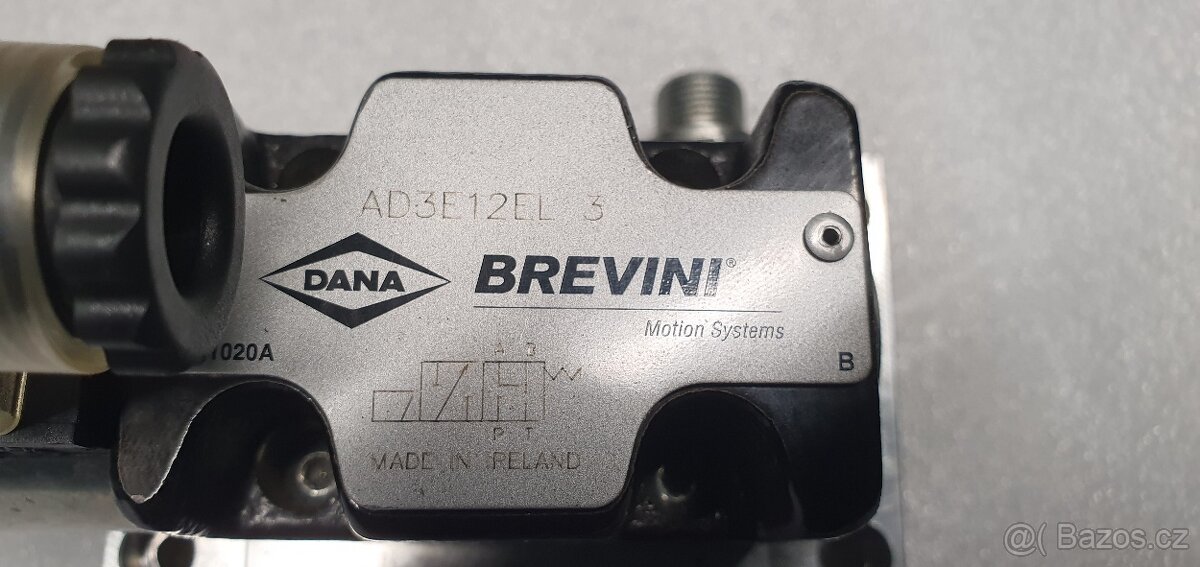 AD3E12EL 3
DANA BREVINI®
Motion Systems
1020A
B
A B
P T
MADE IN IRELAND
@( Bazos.cz